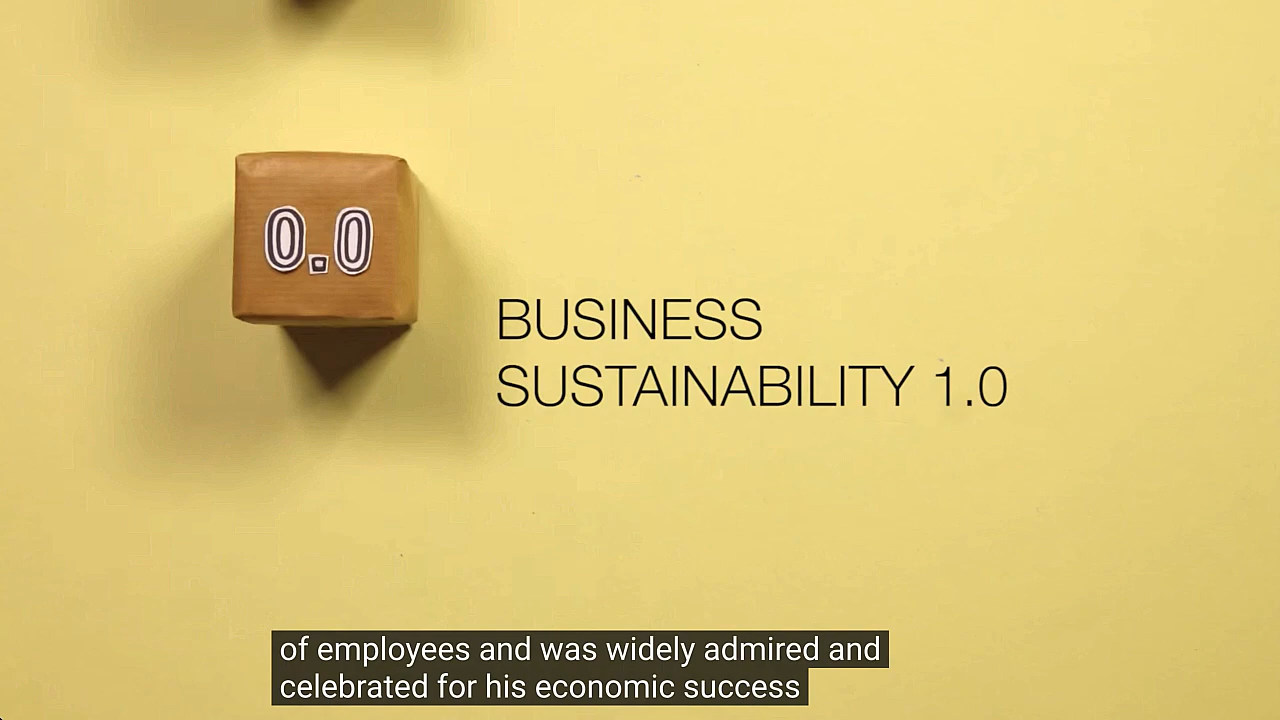 0.0
BUSINESS
SUSTAINABILITY 1.0
of employees and was widely admired and
celebrated for his economic success